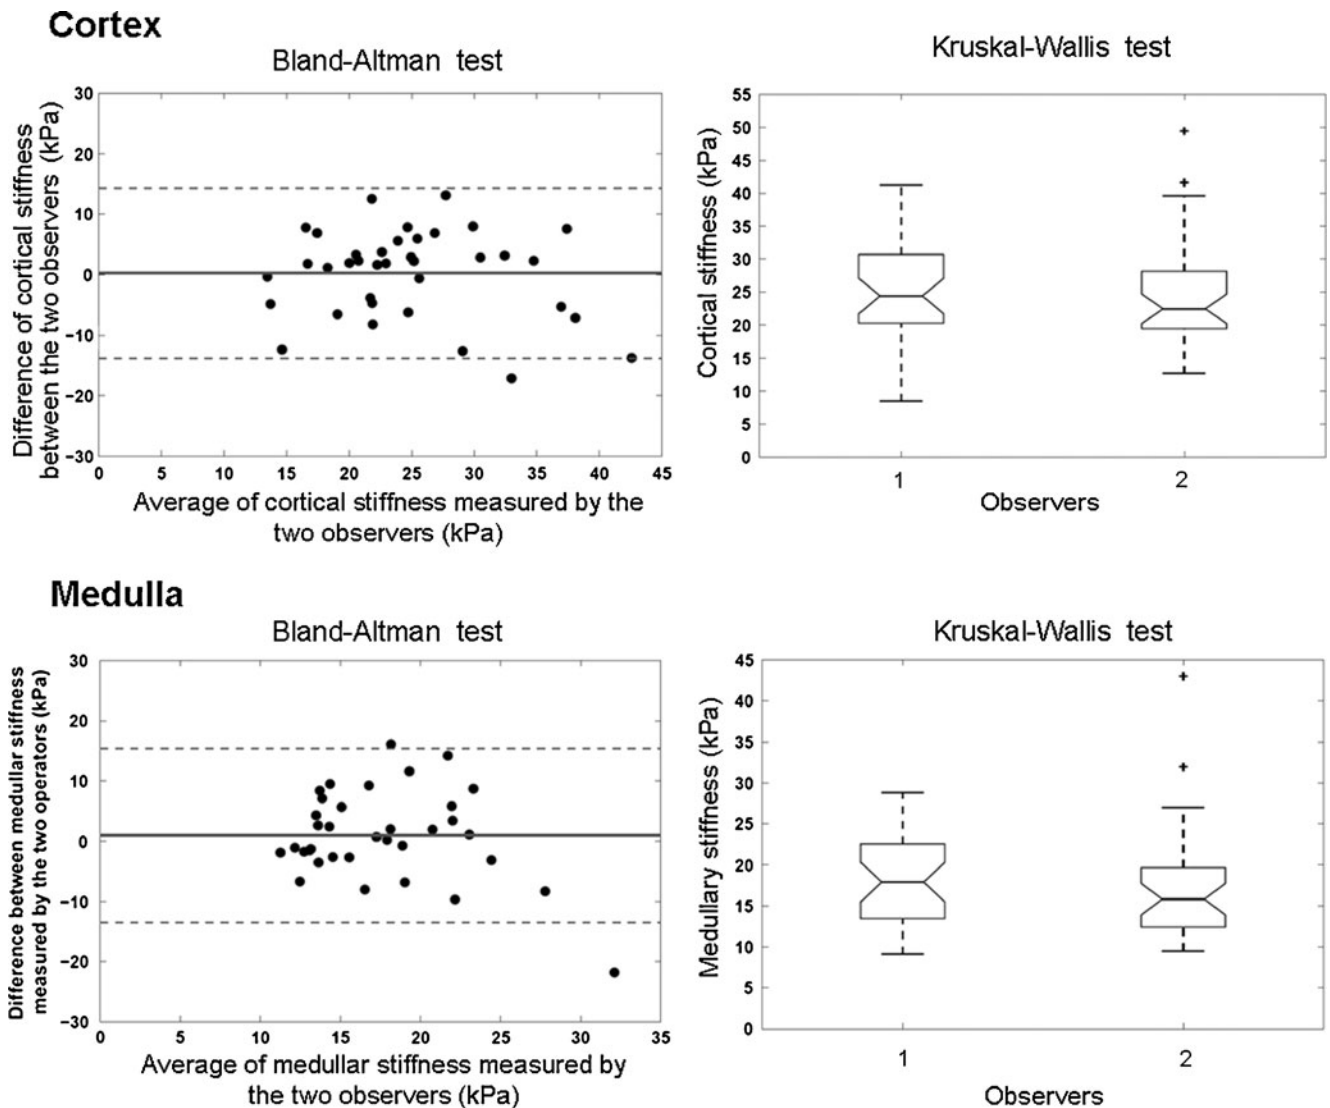 Cortex
Bland-Altman test
Difference of cortical stiffness
between the two observers (kPa)
30
20
10
0
−10
−20
−30
0 5 10 15 20 25 30 35 40 45
Average of cortical stiffness measured by the
two observers (kPa)
Kruskal-Wallis test
Cortical stiffness (kPa)
55
50
45
40
35
30
25
20
15
10
5
0
1 2
Observers
Medulla
Bland-Altman test
Difference between medullar stiffness
measured by the two operators (kPa)
30
20
10
0
−10
−20
−30
0 5 10 15 20 25 30 35
Average of medullar stiffness measured by
the two observers (kPa)
Kruskal-Wallis test
Medullary stiffness (kPa)
45
40
35
30
25
20
15
10
5
0
1 2
Observers